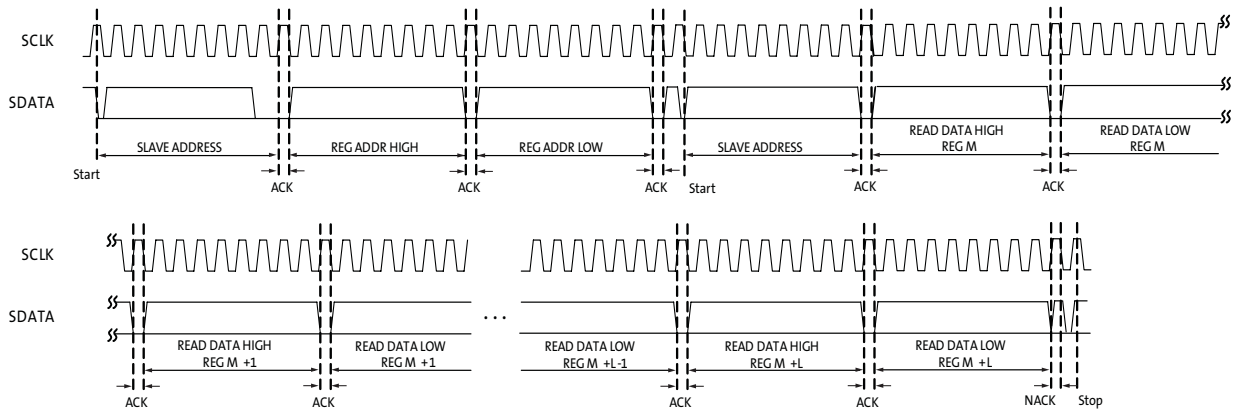 SCLK
SDATA
READ DATA HIGH READ DATA LOW
SLAVE ADDRESS REG ADDR HIGH REG ADDR LOW SLAVE ADDRESS REG M REG M
Start ACK ACK ACK Start ACK ACK
SCLK
SDATA
...
READ DATA HIGH READ DATA LOW READ DATA LOW READ DATA HIGH READ DATA LOW
REG M +1 REG M +1 REG M +L-1 REG M +L REG M +L
ACK ACK ACK ACK NACK Stop